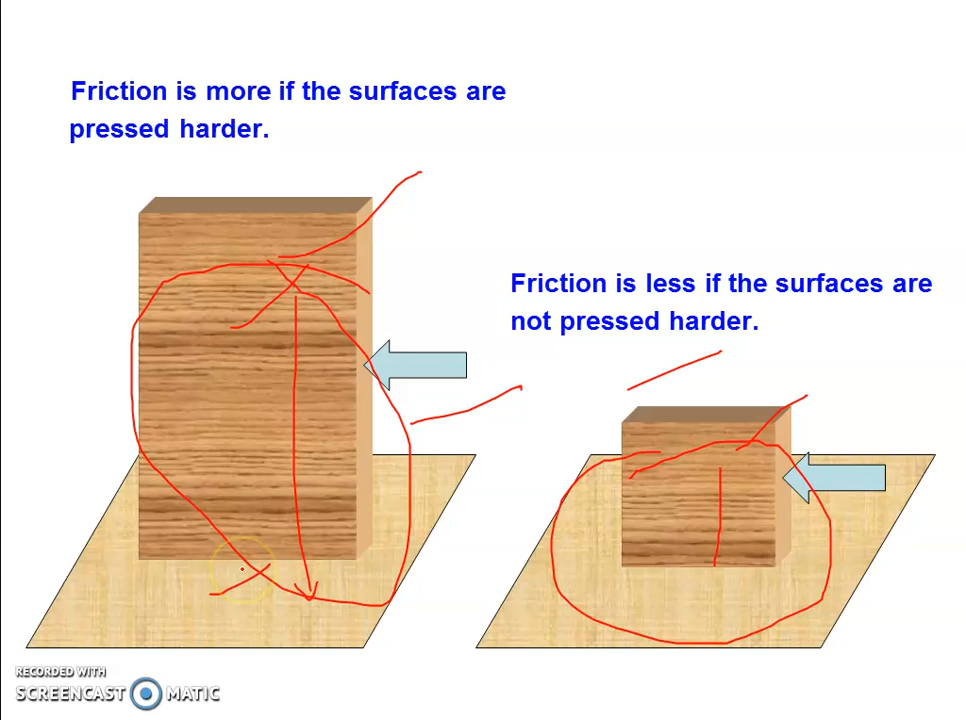 Friction is more if the surfaces are
pressed harder.
Friction is less if the surfaces are
not pressed harder.
RECORDED WITH
SCREENCAST MATIC